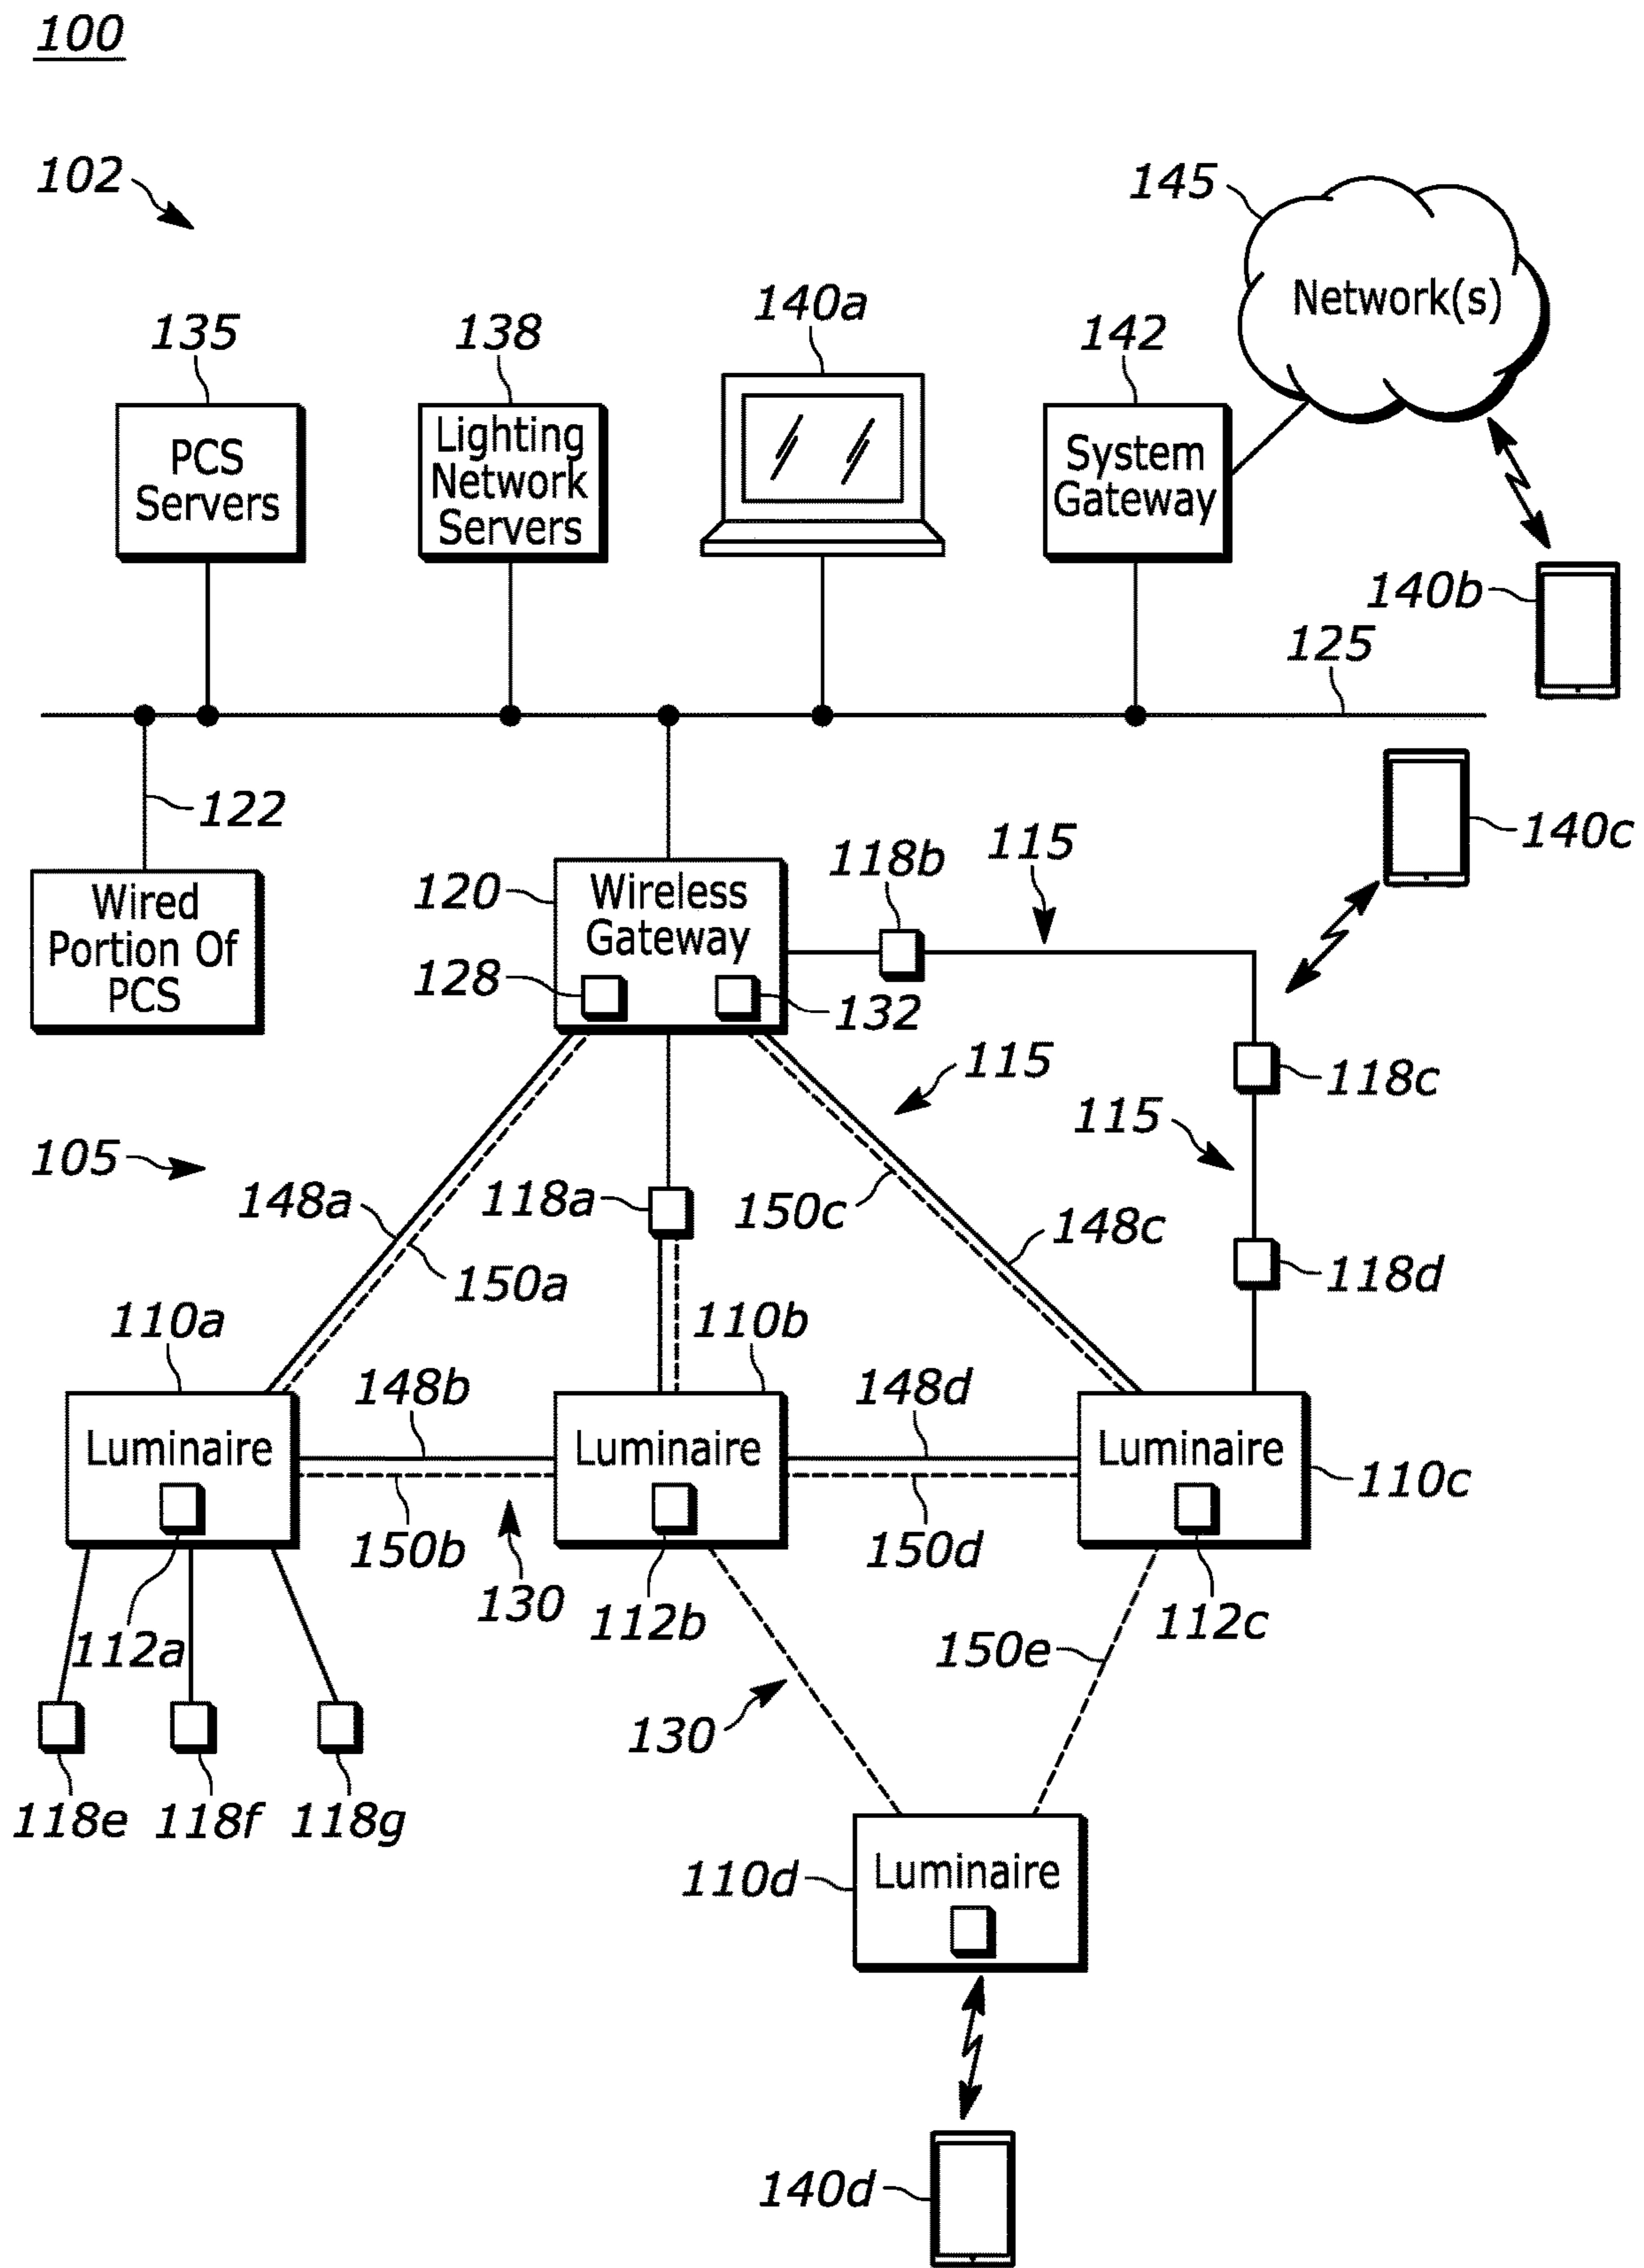 100
102
145
Network(s)
135
138
140a
142
PCS
Servers
Lighting
Network
Servers
System
Gateway
140b
125
122
140c
Wired
Portion Of
PCS
120
Wireless
Gateway
128
132
118b
115
115
118c
115
105
148a
118a
150c
148c
150a
118d
110a
110b
148b
148d
Luminaire
Luminaire
Luminaire
110c
150b
150d
130
112a
112b
112c
150e
130
118e
118f
118g
110d
Luminaire
140d